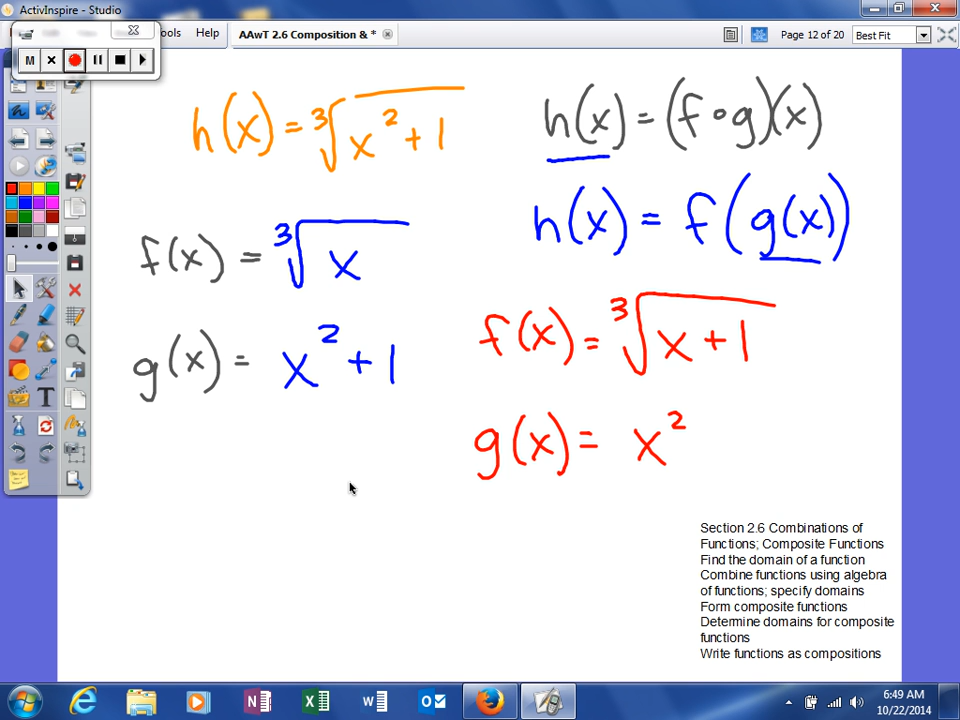 ActivInspire - Studio
ools Help AAwT 2.6 Composition & * Page 12 of 20 Best Fit
M
h(x) = ∛(x² + 1)
h(x) = (f∘g)(x)
h(x) = f(g(x))
f(x) = ∛x
g(x) = x² + 1
f(x) = ∛(x + 1)
g(x) = x²
Section 2.6 Combinations of
Functions; Composite Functions
Find the domain of a function
Combine functions using algebra
of functions; specify domains
Form composite functions
Determine domains for composite
functions
Write functions as compositions
6:49 AM
10/22/2014